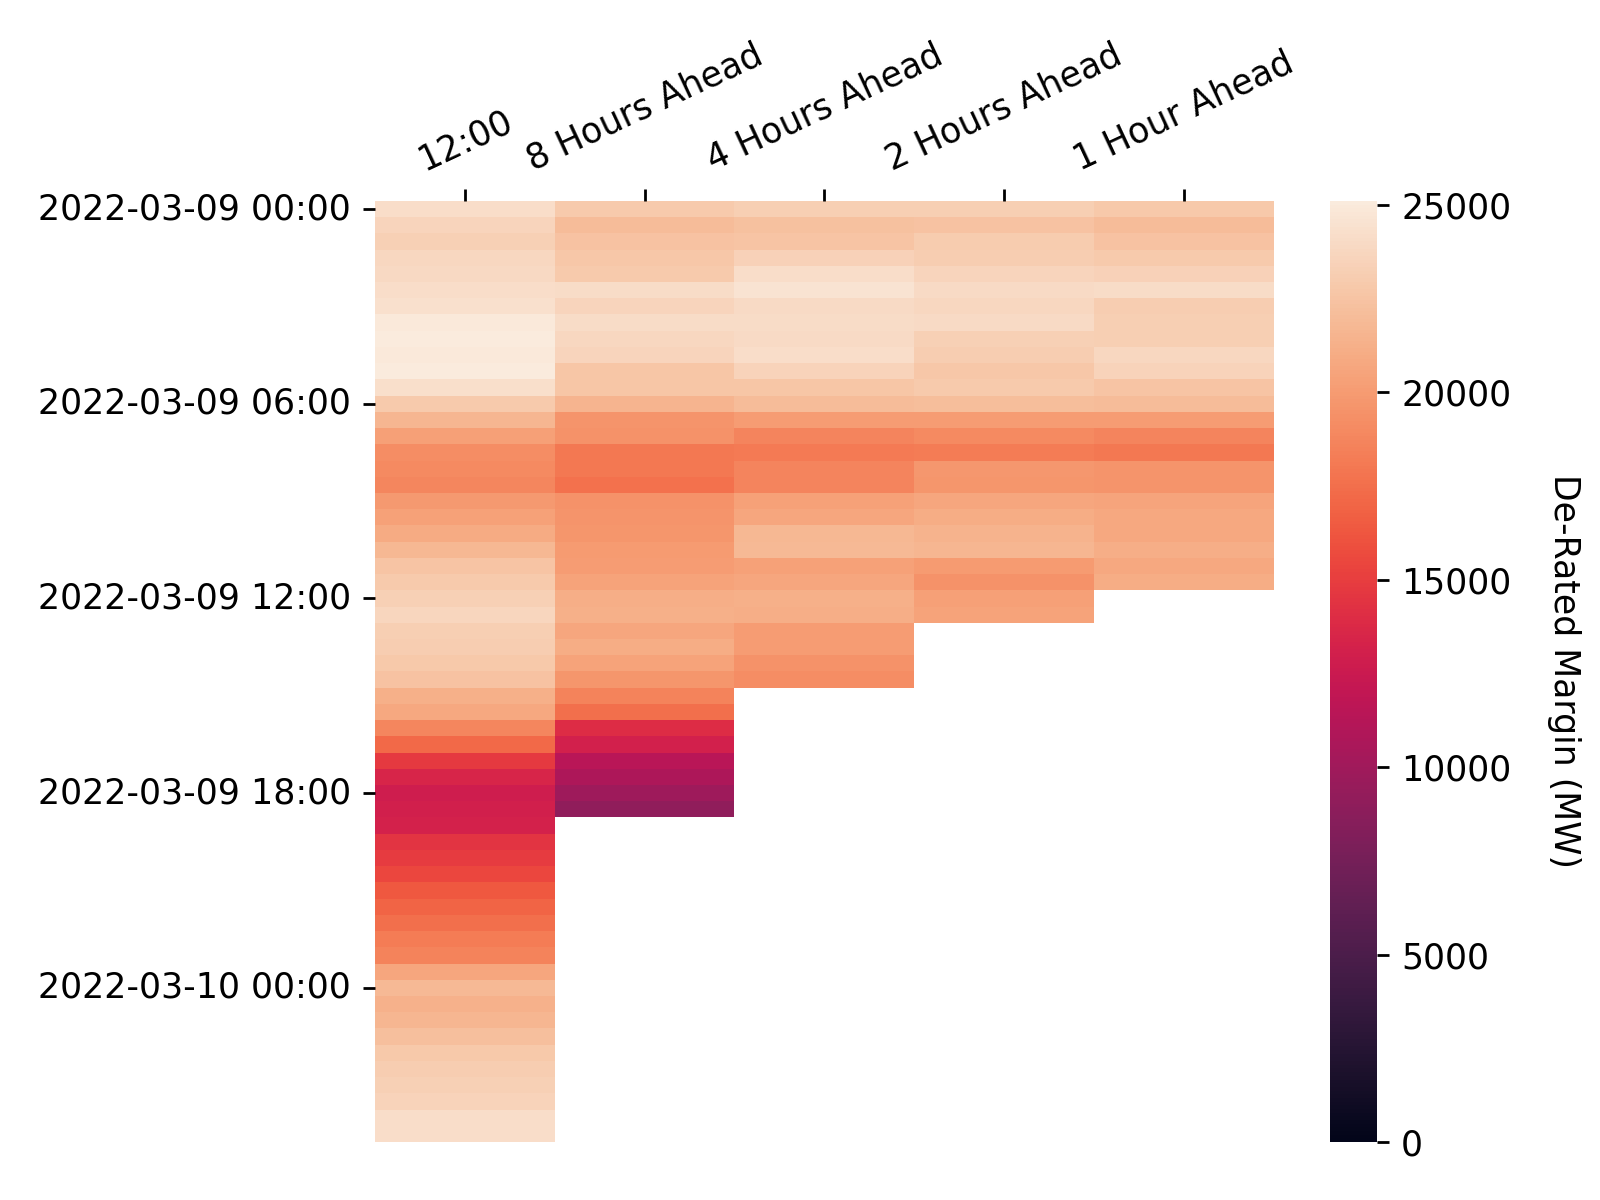 12:00
8 Hours Ahead
4 Hours Ahead
2 Hours Ahead
1 Hour Ahead
2022-03-09 00:00
2022-03-09 06:00
2022-03-09 12:00
2022-03-09 18:00
2022-03-10 00:00
25000
20000
15000
10000
5000
0
De-Rated Margin (MW)